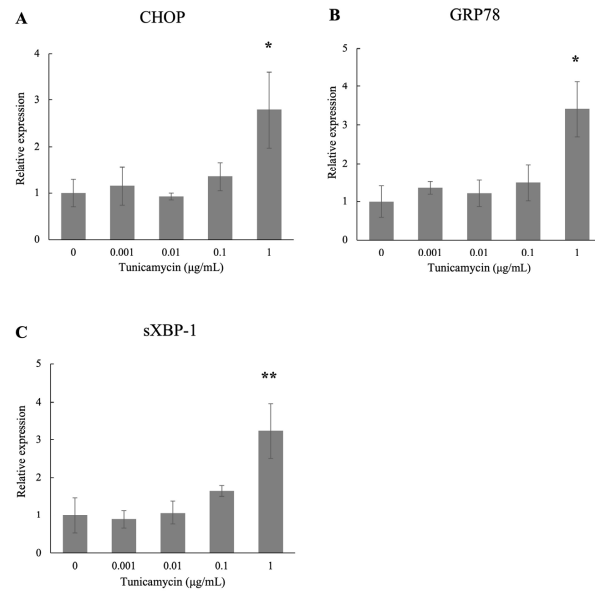 A
CHOP
*
Relative expression
4
3
2
1
0
0 0.001 0.01 0.1 1
Tunicamycin (µg/mL)
B
GRP78
*
Relative expression
5
4
3
2
1
0
0 0.001 0.01 0.1 1
Tunicamycin (µg/mL)
C
sXBP-1
**
Relative expression
5
4
3
2
1
0
0 0.001 0.01 0.1 1
Tunicamycin (µg/mL)